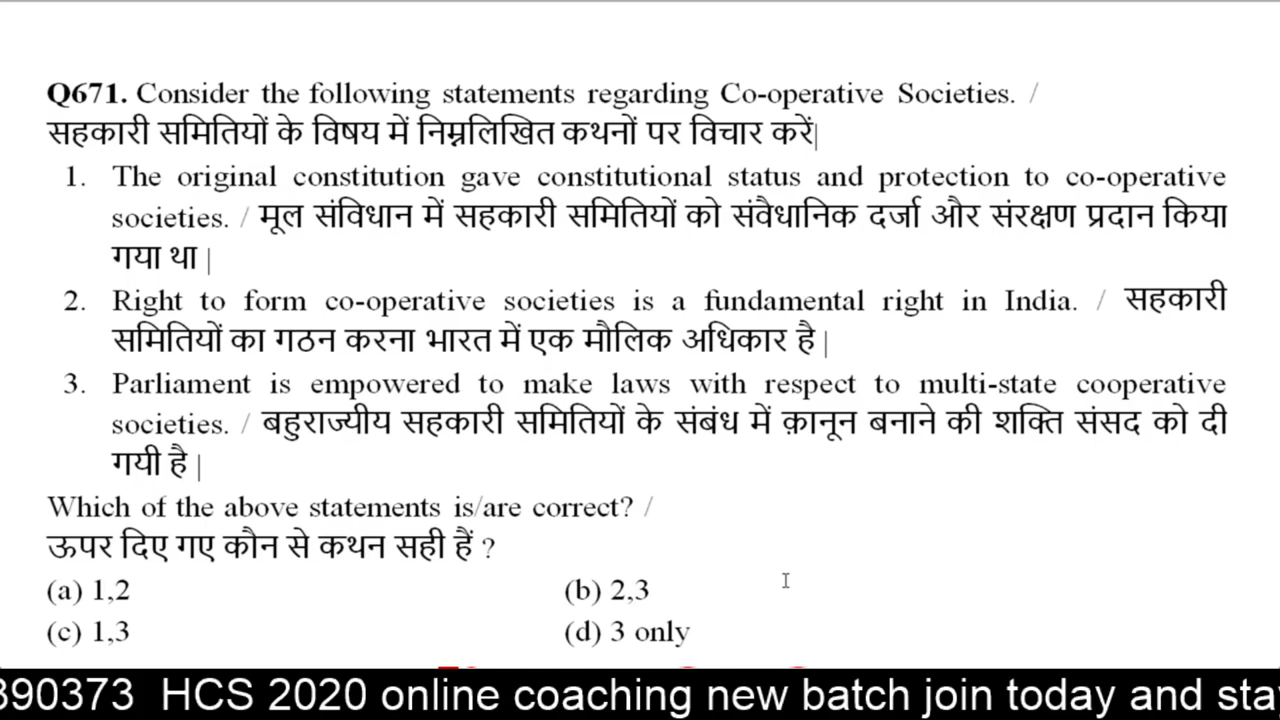 Q671. Consider the following statements regarding Co-operative Societies. /
सहकारी समितियों के विषय में निम्नलिखित कथनों पर विचार करें|
1. The original constitution gave constitutional status and protection to co-operative
societies. / मूल संविधान में सहकारी समितियों को संवैधानिक दर्जा और संरक्षण प्रदान किया
गया था |
2. Right to form co-operative societies is a fundamental right in India. / सहकारी
समितियों का गठन करना भारत में एक मौलिक अधिकार है |
3. Parliament is empowered to make laws with respect to multi-state cooperative
societies. / बहुराज्यीय सहकारी समितियों के संबंध में क़ानून बनाने की शक्ति संसद को दी
गयी है |
Which of the above statements is/are correct? /
ऊपर दिए गए कौन से कथन सही हैं ?
(a) 1,2 (b) 2,3
(c) 1,3 (d) 3 only
390373 HCS 2020 online coaching new batch join today and sta